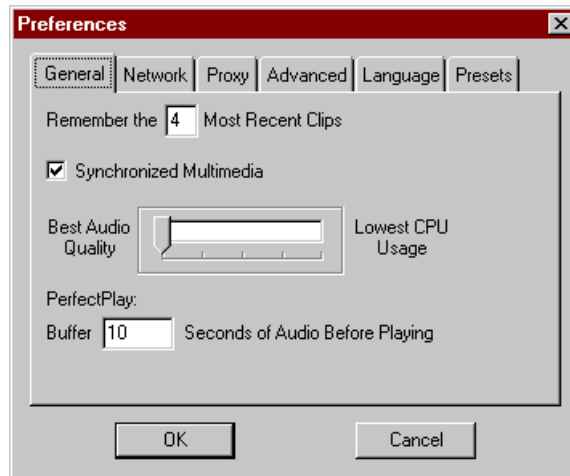 Preferences
General Network Proxy Advanced Language Presets
Remember the 4 Most Recent Clips
Synchronized Multimedia
Best Audio Quality
Lowest CPU Usage
PerfectPlay:
Buffer 10 Seconds of Audio Before Playing
OK Cancel